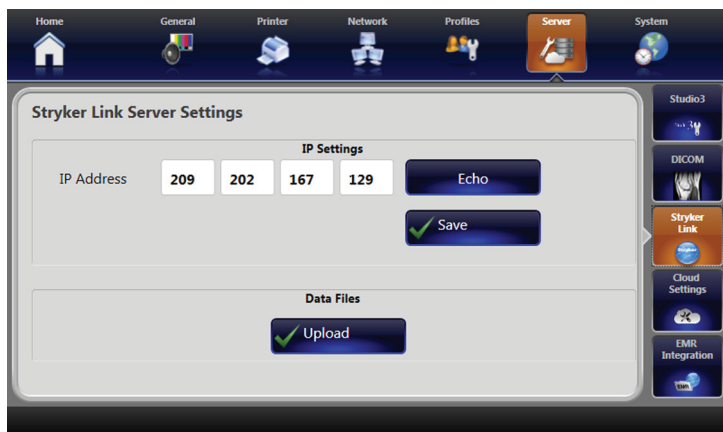 Home General Printer Network Profiles Server System
Stryker Link Server Settings
IP Settings
IP Address 209 202 167 129 Echo
Save
Data Files
Upload
Studio3
DICOM
Stryker
Link
Cloud
Settings
EMR
Integration